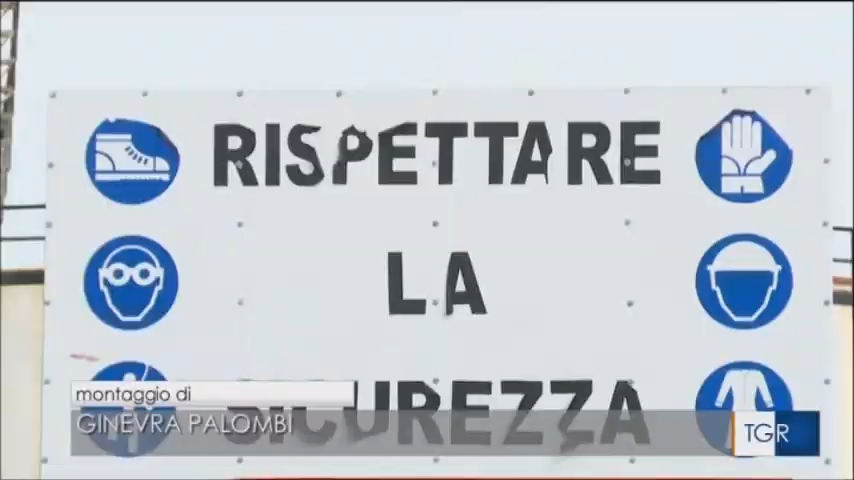 RISPETTARE
LA
SICUREZZA
montaggio di
GINEVRA PALOMBI
TGR